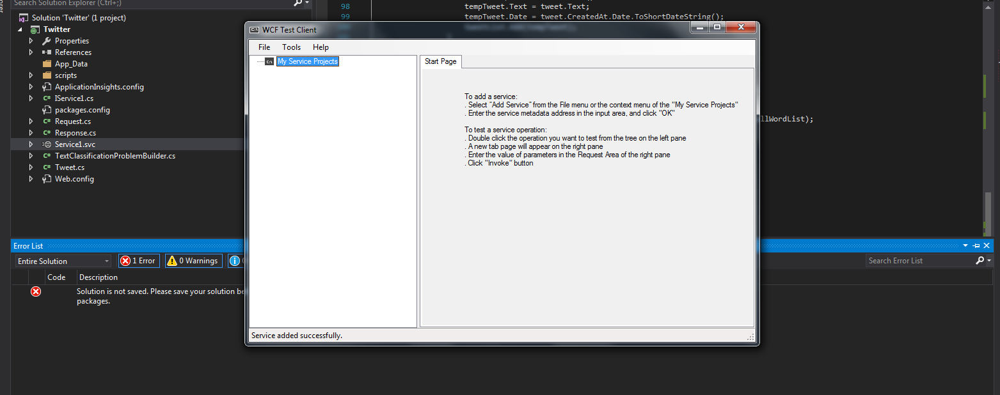 Search Solution Explorer (Ctrl+;)
Solution 'Twitter' (1 project)
Twitter
Properties
References
App_Data
scripts
ApplicationInsights.config
IService1.cs
packages.config
Request.cs
Response.cs
Service1.svc
TextClassificationProblemBuilder.cs
Tweet.cs
Web.config
98 tempTweet.Text = tweet.Text;
99 tempTweet.Date = tweet.CreatedAt.Date.ToShortDateString();
llWordList);
WCF Test Client
File Tools Help
My Service Projects
Start Page
To add a service:
. Select "Add Service" from the File menu or the context menu of the "My Service Projects"
. Enter the service metadata address in the input area, and click "OK"
To test a service operation:
. Double click the operation you want to test from the tree on the left pane
. A new tab page will appear on the right pane
. Enter the value of parameters in the Request Area of the right pane
. Click "Invoke" button
Service added successfully.
Error List
Entire Solution 1 Error 0 Warnings Search Error List
Code Description
Solution is not saved. Please save your solution be
packages.